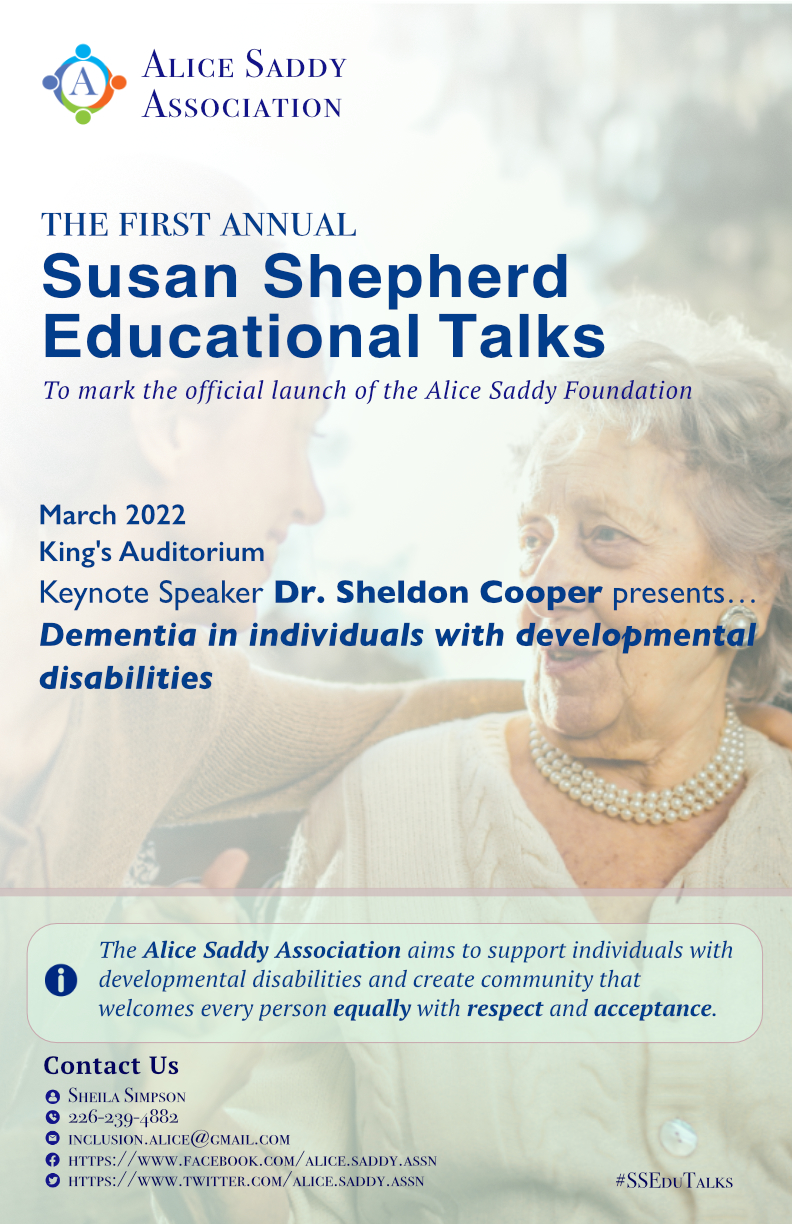 A
Alice Saddy
Association
THE FIRST ANNUAL
Susan Shepherd
Educational Talks
To mark the official launch of the Alice Saddy Foundation
March 2022
King's Auditorium
Keynote Speaker Dr. Sheldon Cooper presents…
Dementia in individuals with developmental
disabilities
i
The Alice Saddy Association aims to support individuals with
developmental disabilities and create community that
welcomes every person equally with respect and acceptance.
Contact Us
Sheila Simpson
226-239-4882
inclusion.alice@gmail.com
https://www.facebook.com/alice.saddy.assn
https://www.twitter.com/alice.saddy.assn
#SSEduTalks